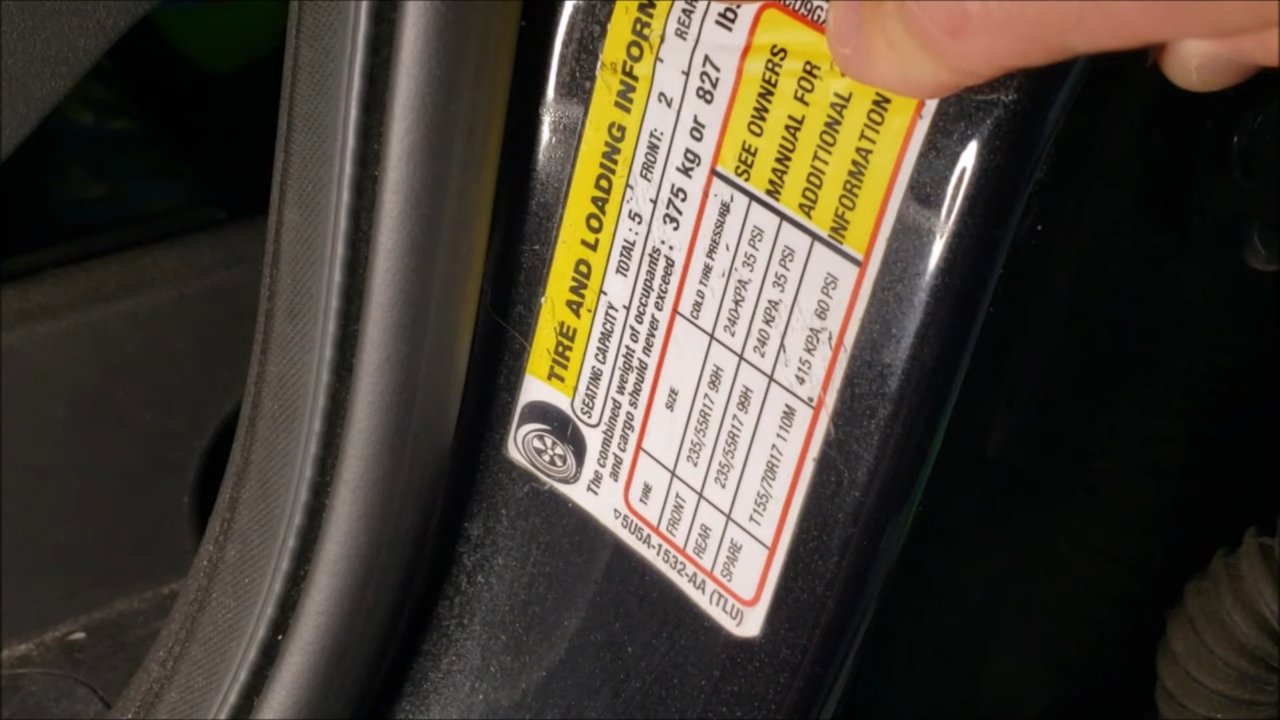 TIRE AND LOADING INFORM
SEATING CAPACITY TOTAL : 5 FRONT: 2 REAR
The combined weight of occupants
and cargo should never exceed : 375 kg or 827 lb
TIRE SIZE COLD TIRE PRESSURE
FRONT 235/55R17 99H 240 KPA, 35 PSI
REAR 235/55R17 99H 240 KPA, 35 PSI
SPARE T155/70R17 110M 415 KPA, 60 PSI
SEE OWNERS
MANUAL FOR
ADDITIONAL
INFORMATION
5U5A-1532-AA (TLU)